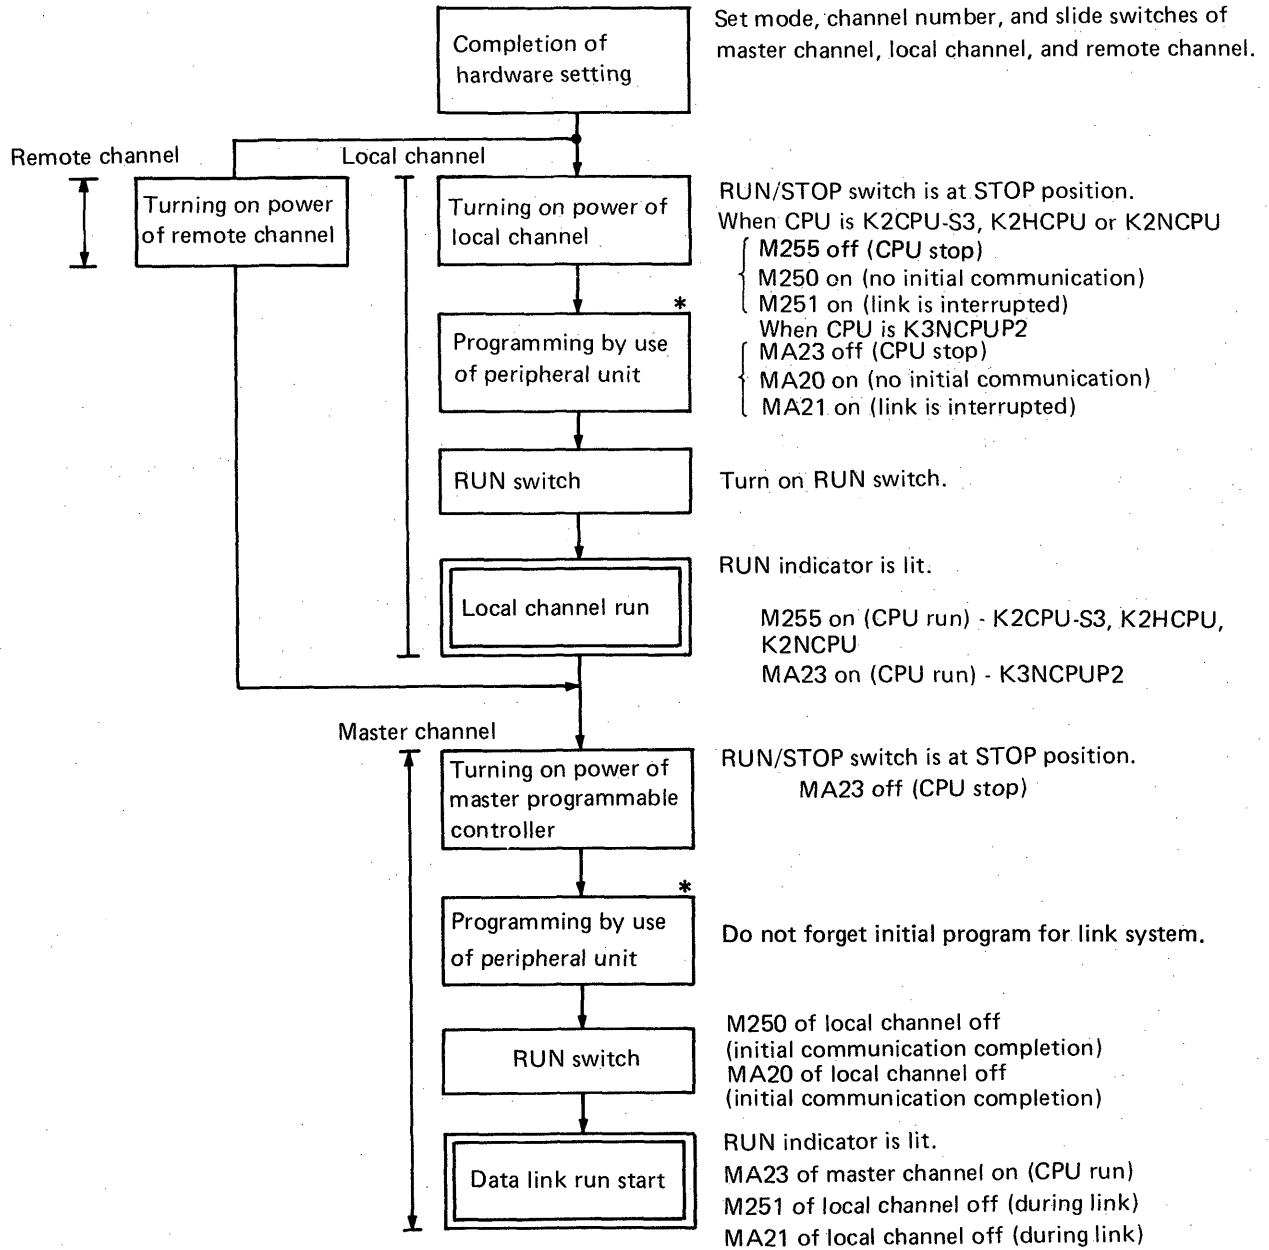 Completion of
hardware setting
Set mode, channel number, and slide switches of
master channel, local channel, and remote channel.
Remote channel
Local channel
Turning on power
of remote channel
Turning on power of
local channel
RUN/STOP switch is at STOP position.
When CPU is K2CPU-S3, K2HCPU or K2NCPU
M255 off (CPU stop)
M250 on (no initial communication)
M251 on (link is interrupted)
When CPU is K3NCPUP2
MA23 off (CPU stop)
MA20 on (no initial communication)
MA21 on (link is interrupted)
*
Programming by use
of peripheral unit
RUN switch
Turn on RUN switch.
Local channel run
RUN indicator is lit.
M255 on (CPU run) - K2CPU-S3, K2HCPU,
K2NCPU
MA23 on (CPU run) - K3NCPUP2
Master channel
Turning on power of
master programmable
controller
RUN/STOP switch is at STOP position.
MA23 off (CPU stop)
*
Programming by use
of peripheral unit
Do not forget initial program for link system.
RUN switch
M250 of local channel off
(initial communication completion)
MA20 of local channel off
(initial communication completion)
Data link run start
RUN indicator is lit.
MA23 of master channel on (CPU run)
M251 of local channel off (during link)
MA21 of local channel off (during link)